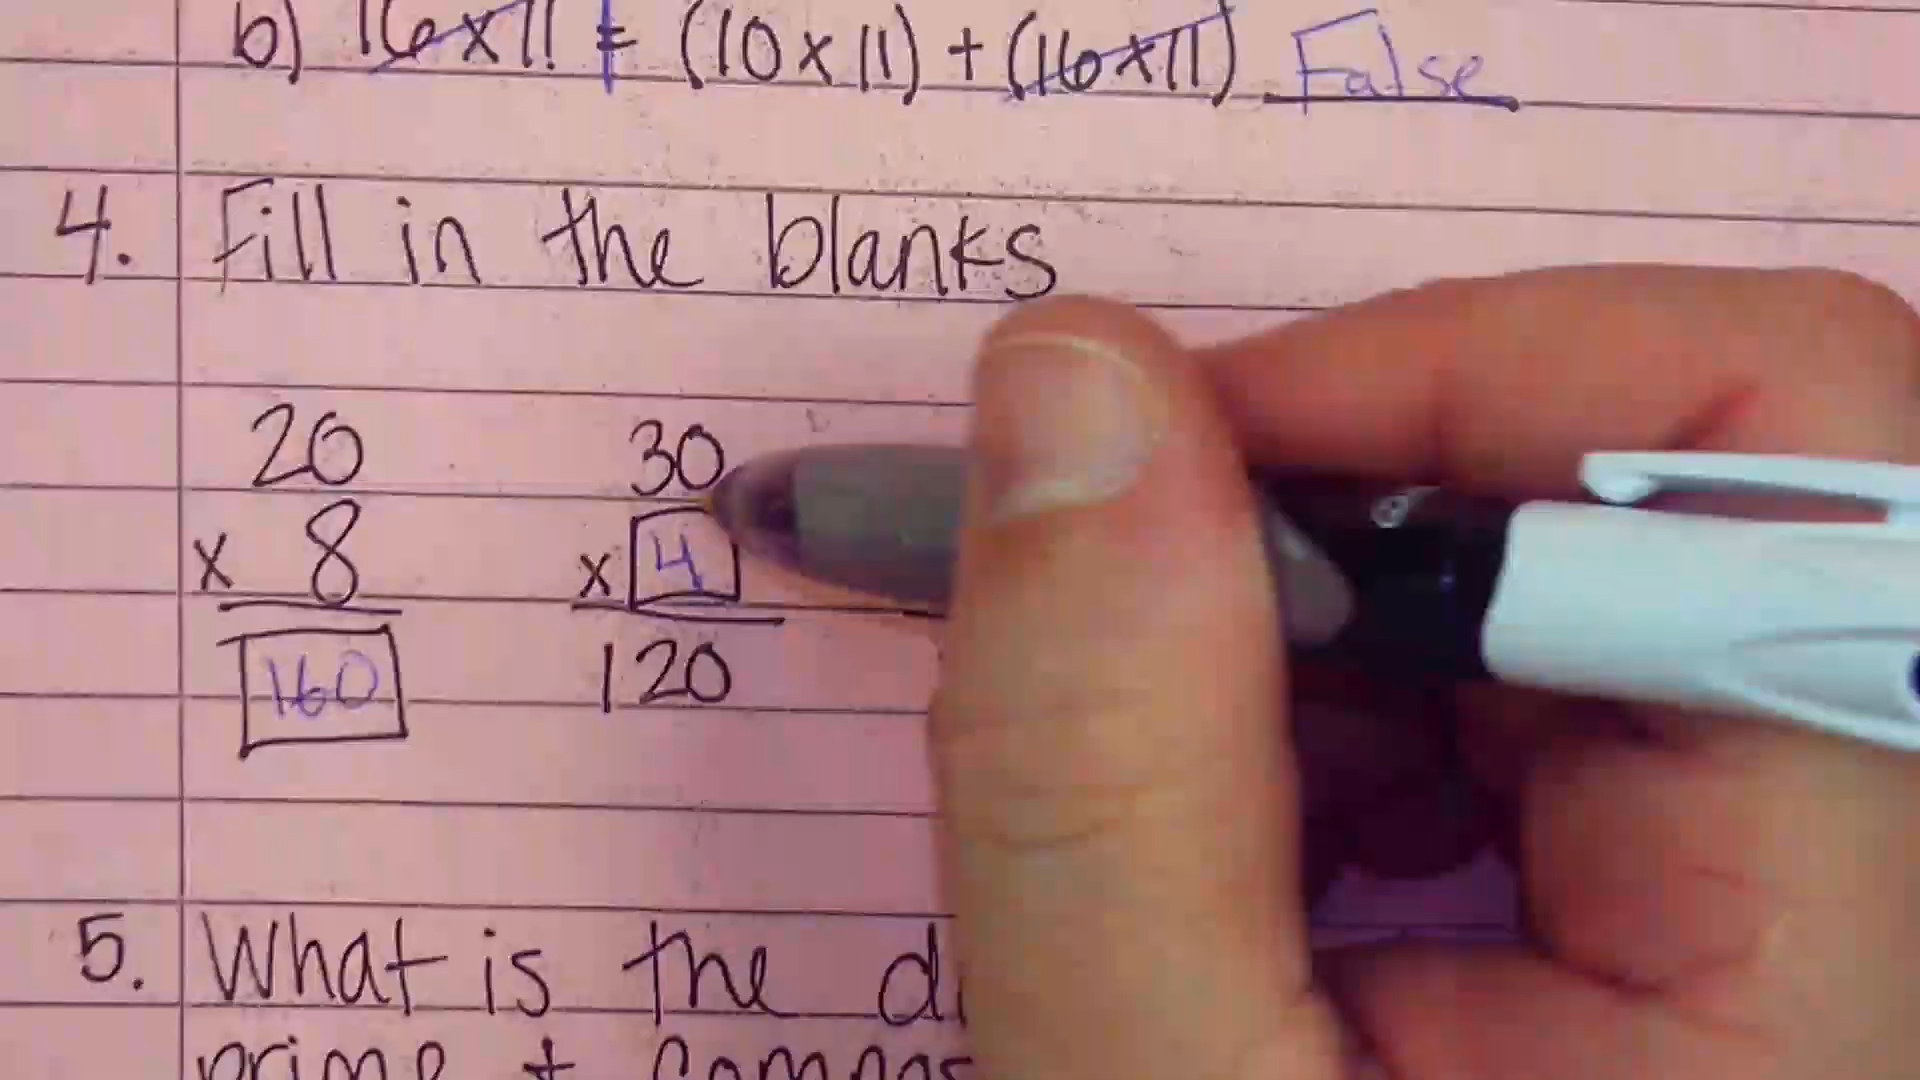 b) 16x11 ≠ (10x11) + (16x11) False
4. Fill in the blanks
20 30
x 8 x 4
160 120
5. What is the
prime +